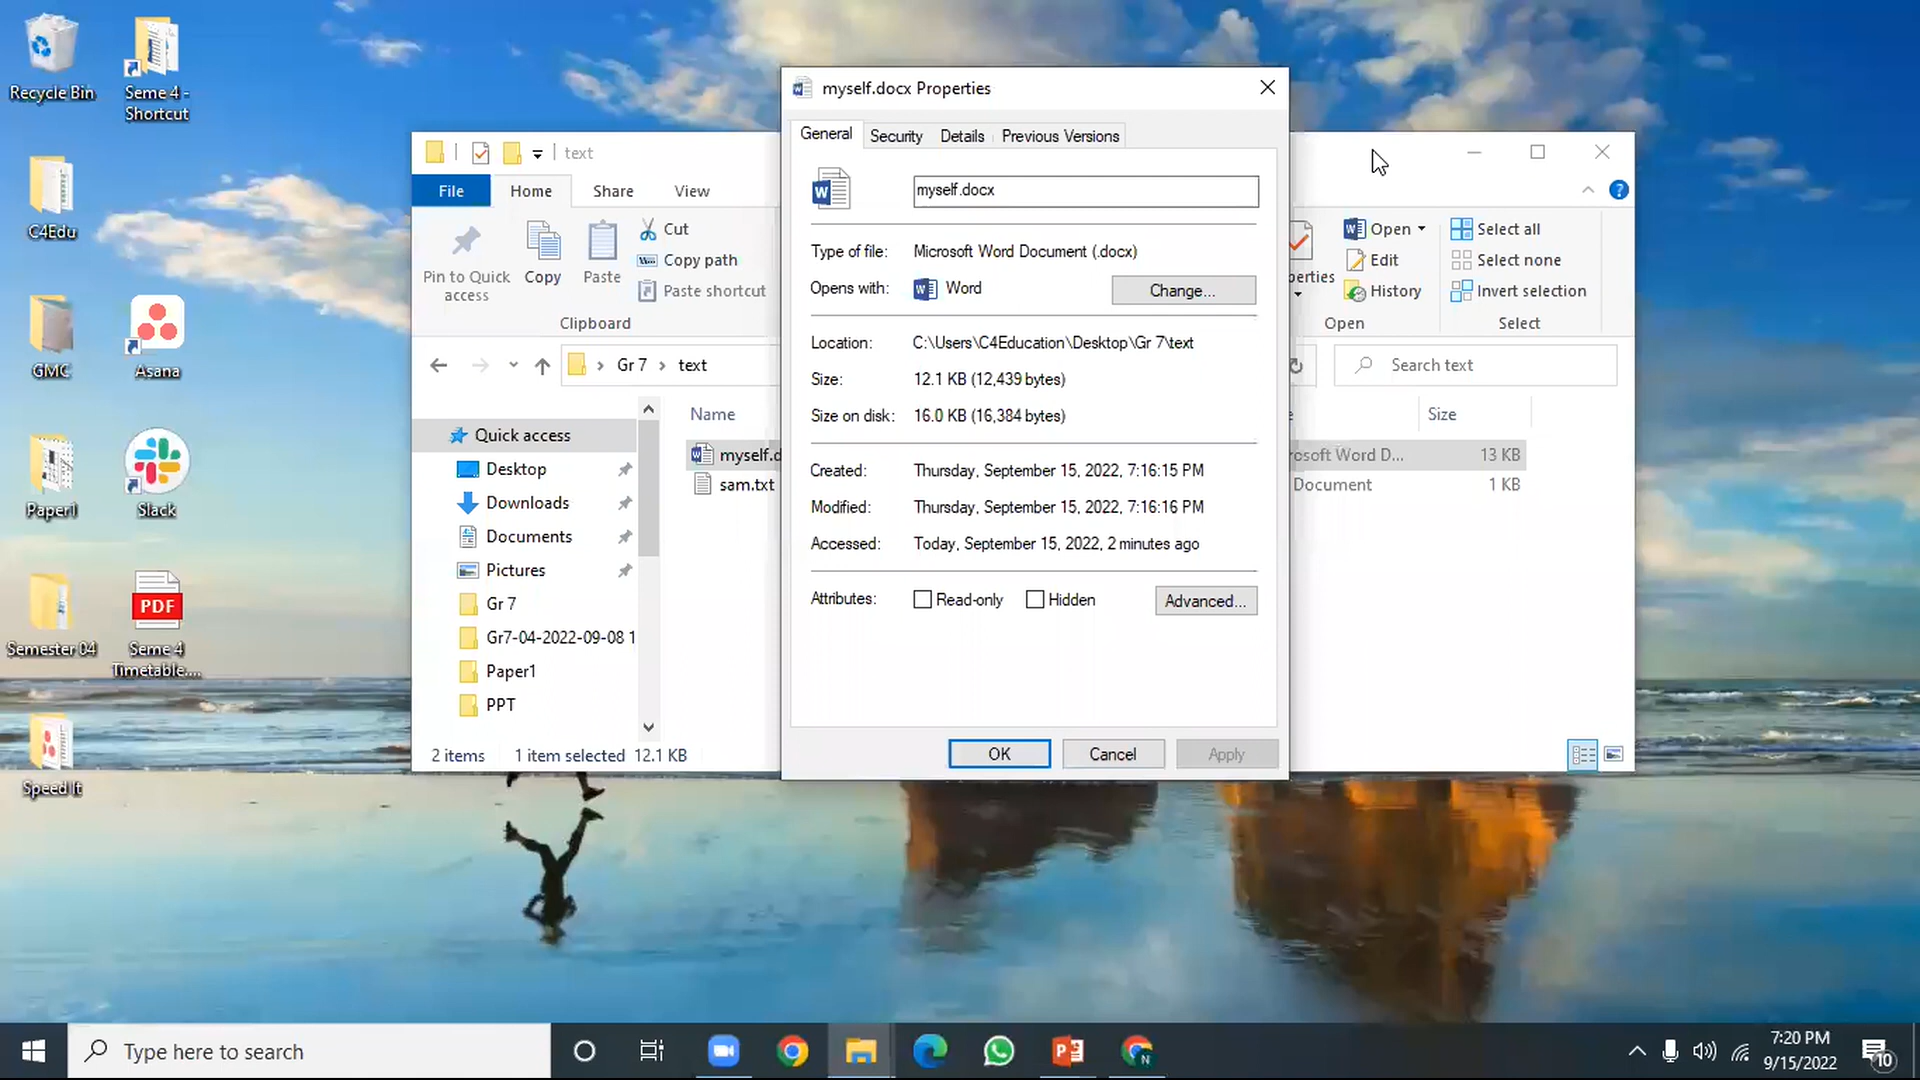 Recycle Bin
Seme 4 -
Shortcut
C4Edu
GMC
Asana
Paper1
Slack
Semester 04
Seme 4
Timetable....
PDF
Speed It
text
File
Home
Share
View
Pin to Quick
access
Copy
Paste
Cut
Copy path
Paste shortcut
Clipboard
Open
Edit
History
Open
Select all
Select none
Invert selection
Select
Gr 7
text
Search text
Quick access
Desktop
Downloads
Documents
Pictures
Gr 7
Gr7-04-2022-09-08 1
Paper1
PPT
Name
Size
myself.d
13 KB
sam.txt
Document
1 KB
2 items
1 item selected 12.1 KB
myself.docx Properties
General
Security
Details
Previous Versions
myself.docx
Type of file:
Microsoft Word Document (.docx)
Opens with:
Word
Change...
Location:
C:\Users\C4Education\Desktop\Gr 7\text
Size:
12.1 KB (12,439 bytes)
Size on disk:
16.0 KB (16,384 bytes)
Created:
Thursday, September 15, 2022, 7:16:15 PM
Modified:
Thursday, September 15, 2022, 7:16:16 PM
Accessed:
Today, September 15, 2022, 2 minutes ago
Attributes:
Read-only
Hidden
Advanced...
OK
Cancel
Apply
Type here to search
7:20 PM
9/15/2022
10